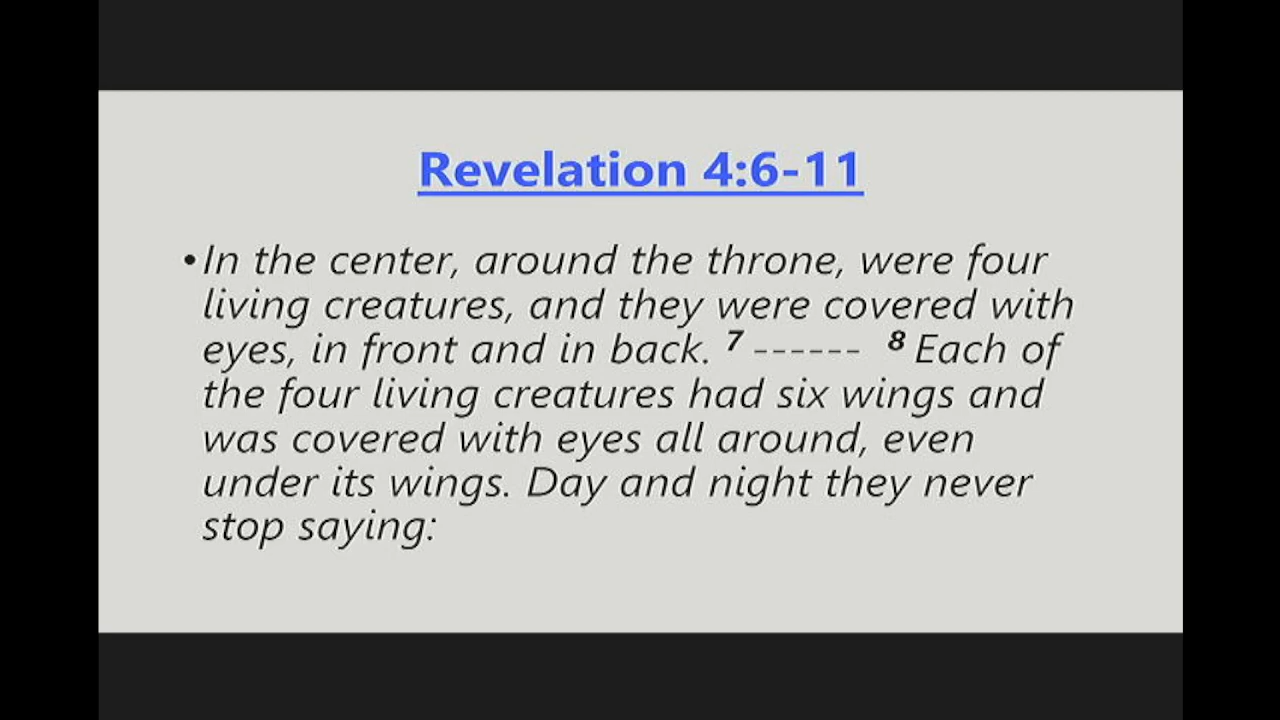 Revelation 4:6-11
•In the center, around the throne, were four
living creatures, and they were covered with
eyes, in front and in back. 7 ------ 8 Each of
the four living creatures had six wings and
was covered with eyes all around, even
under its wings. Day and night they never
stop saying: